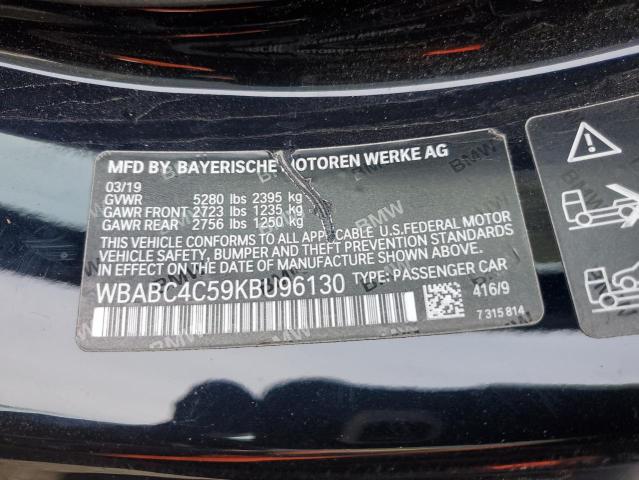 MFD BY BAYERISCHE MOTOREN WERKE AG
03/19
GVWR 5280 lbs 2395 kg
GAWR FRONT 2723 lbs 1235 kg
GAWR REAR 2756 lbs 1250 kg
THIS VEHICLE CONFORMS TO ALL APPLICABLE U.S.FEDERAL MOTOR
VEHICLE SAFETY, BUMPER AND THEFT PREVENTION STANDARDS
IN EFFECT ON THE DATE OF MANUFACTURE SHOWN ABOVE.
WBABC4C59KBU96130 TYPE: PASSENGER CAR
416/9
7 315 814